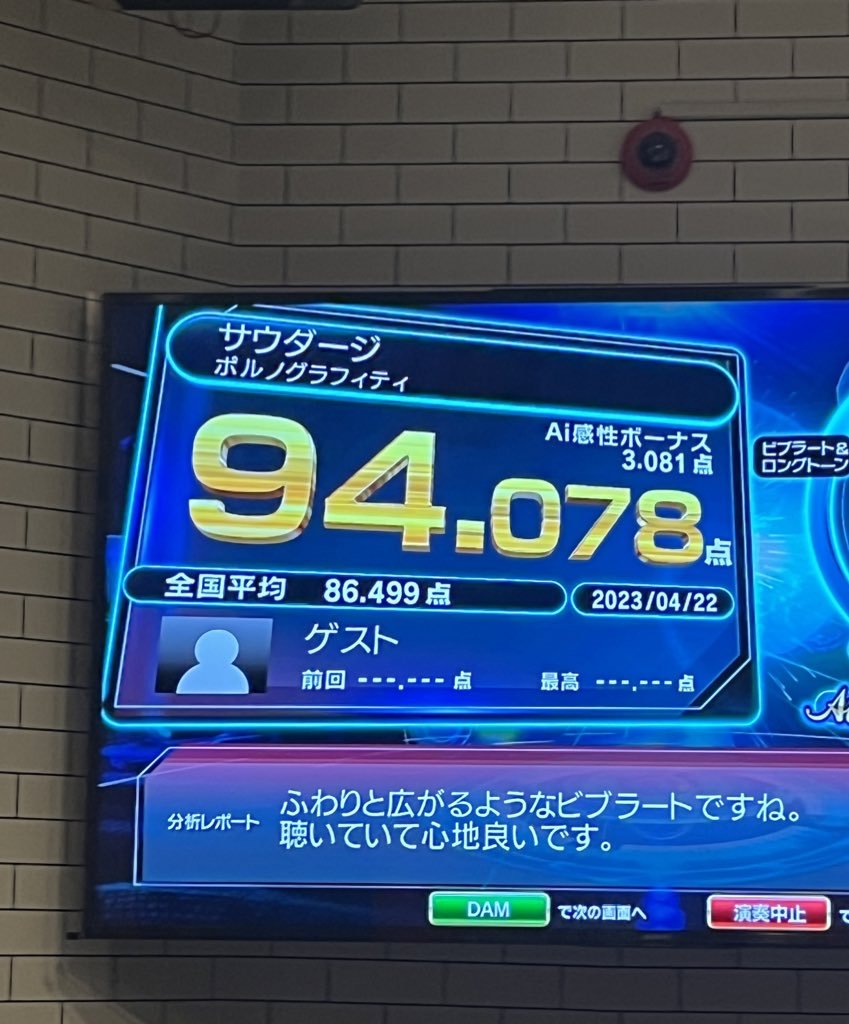 サウダージ
ポルノグラフィティ
Ai感性ボーナス
3.081点
94.078点
ビブラート&
ロングトーン
全国平均 86.499点
2023/04/22
ゲスト
前回 ---.---点 最高 ---.---点
分析レポート
ふわりと広がるようなビブラートですね。
聴いていて心地良いです。
DAM で次の画面へ
演奏中止 で